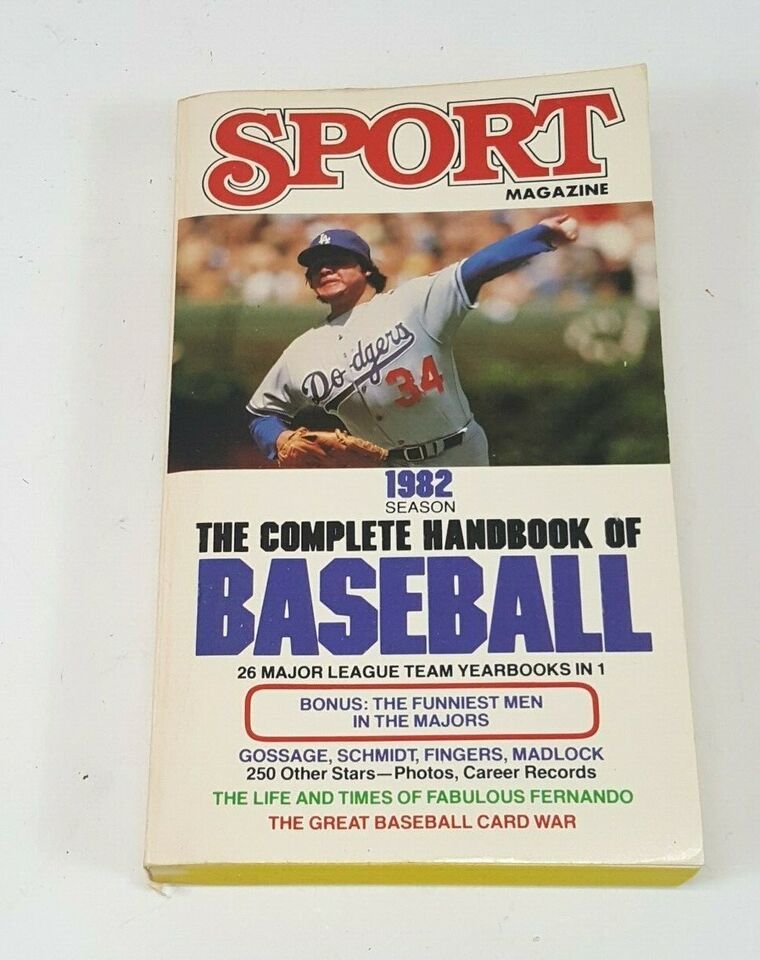 SPORT
MAGAZINE
LA
Dodgers
34
1982
SEASON
THE COMPLETE HANDBOOK OF
BASEBALL
26 MAJOR LEAGUE TEAM YEARBOOKS IN 1
BONUS: THE FUNNIEST MEN
IN THE MAJORS
GOSSAGE, SCHMIDT, FINGERS, MADLOCK
250 Other Stars—Photos, Career Records
THE LIFE AND TIMES OF FABULOUS FERNANDO
THE GREAT BASEBALL CARD WAR